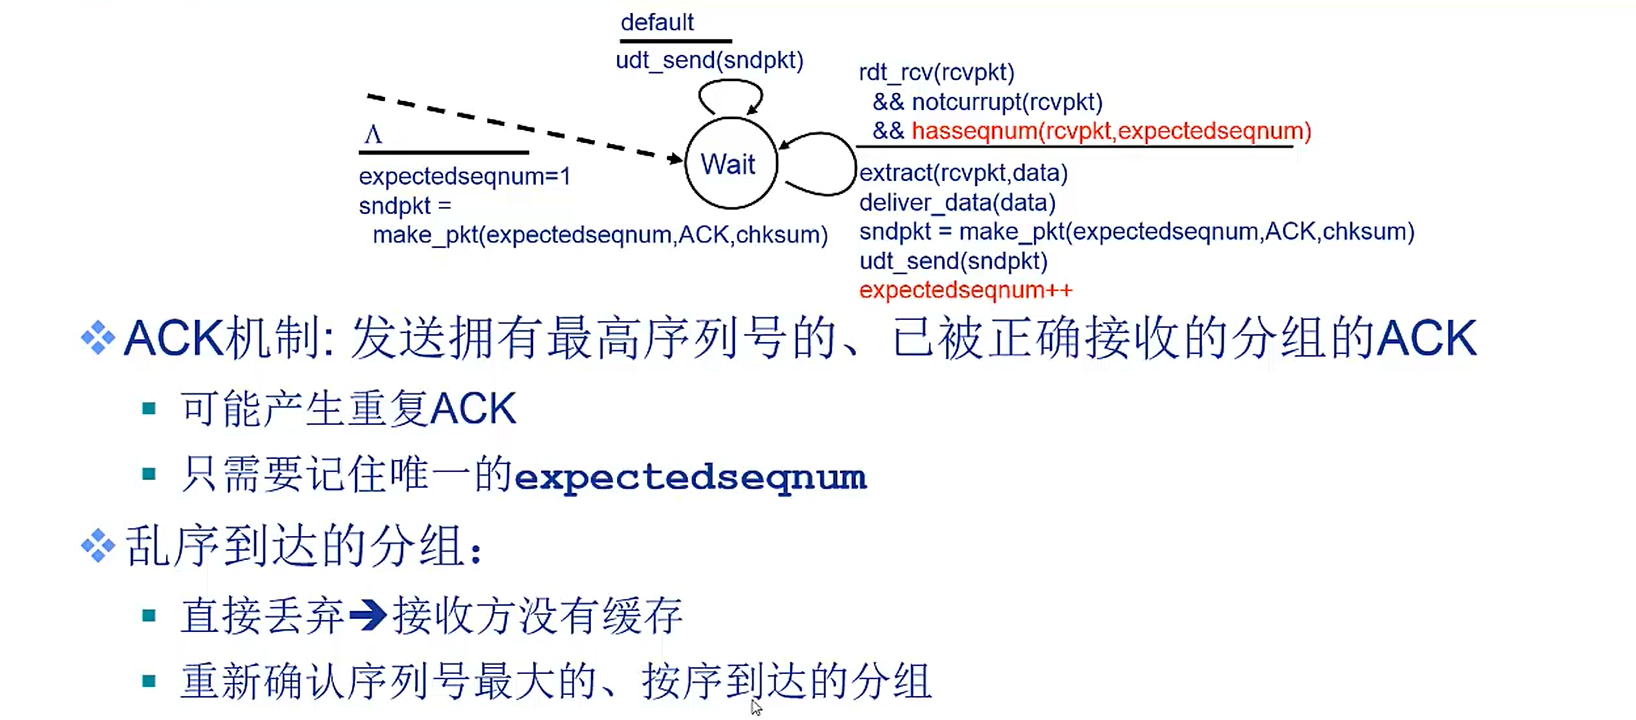 default
udt_send(sndpkt)
rdt_rcv(rcvpkt)
&& notcurrupt(rcvpkt)
&& hasseqnum(rcvpkt,expectedseqnum)
Λ
Wait
expectedseqnum=1
sndpkt =
make_pkt(expectedseqnum,ACK,chksum)
extract(rcvpkt,data)
deliver_data(data)
sndpkt = make_pkt(expectedseqnum,ACK,chksum)
udt_send(sndpkt)
expectedseqnum++
ACK机制: 发送拥有最高序列号的、已被正确接收的分组的ACK
可能产生重复ACK
只需要记住唯一的expectedseqnum
乱序到达的分组：
直接丢弃➔接收方没有缓存
重新确认序列号最大的、按序到达的分组